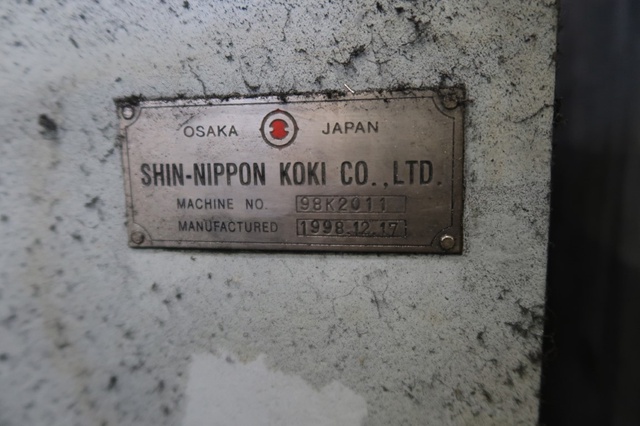 OSAKA JAPAN
SHIN-NIPPON KOKI CO.,LTD.
MACHINE NO. 98K2011
MANUFACTURED 1998.12.17